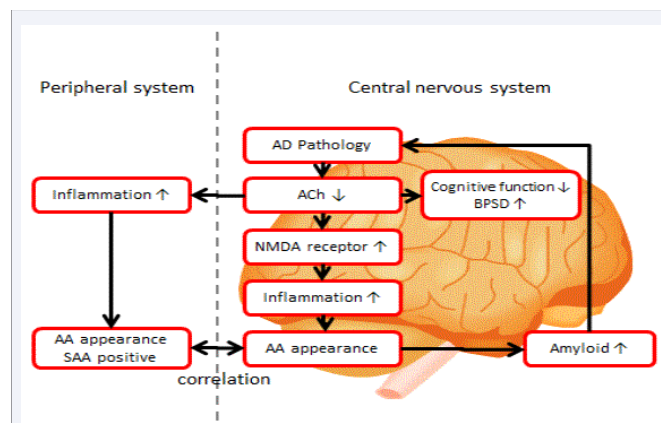 Peripheral system
Central nervous system
AD Pathology
Inflammation ↑
ACh ↓
Cognitive function ↓
BPSD ↑
NMDA receptor ↑
Inflammation ↑
AA appearance
SAA positive
AA appearance
Amyloid ↑
correlation